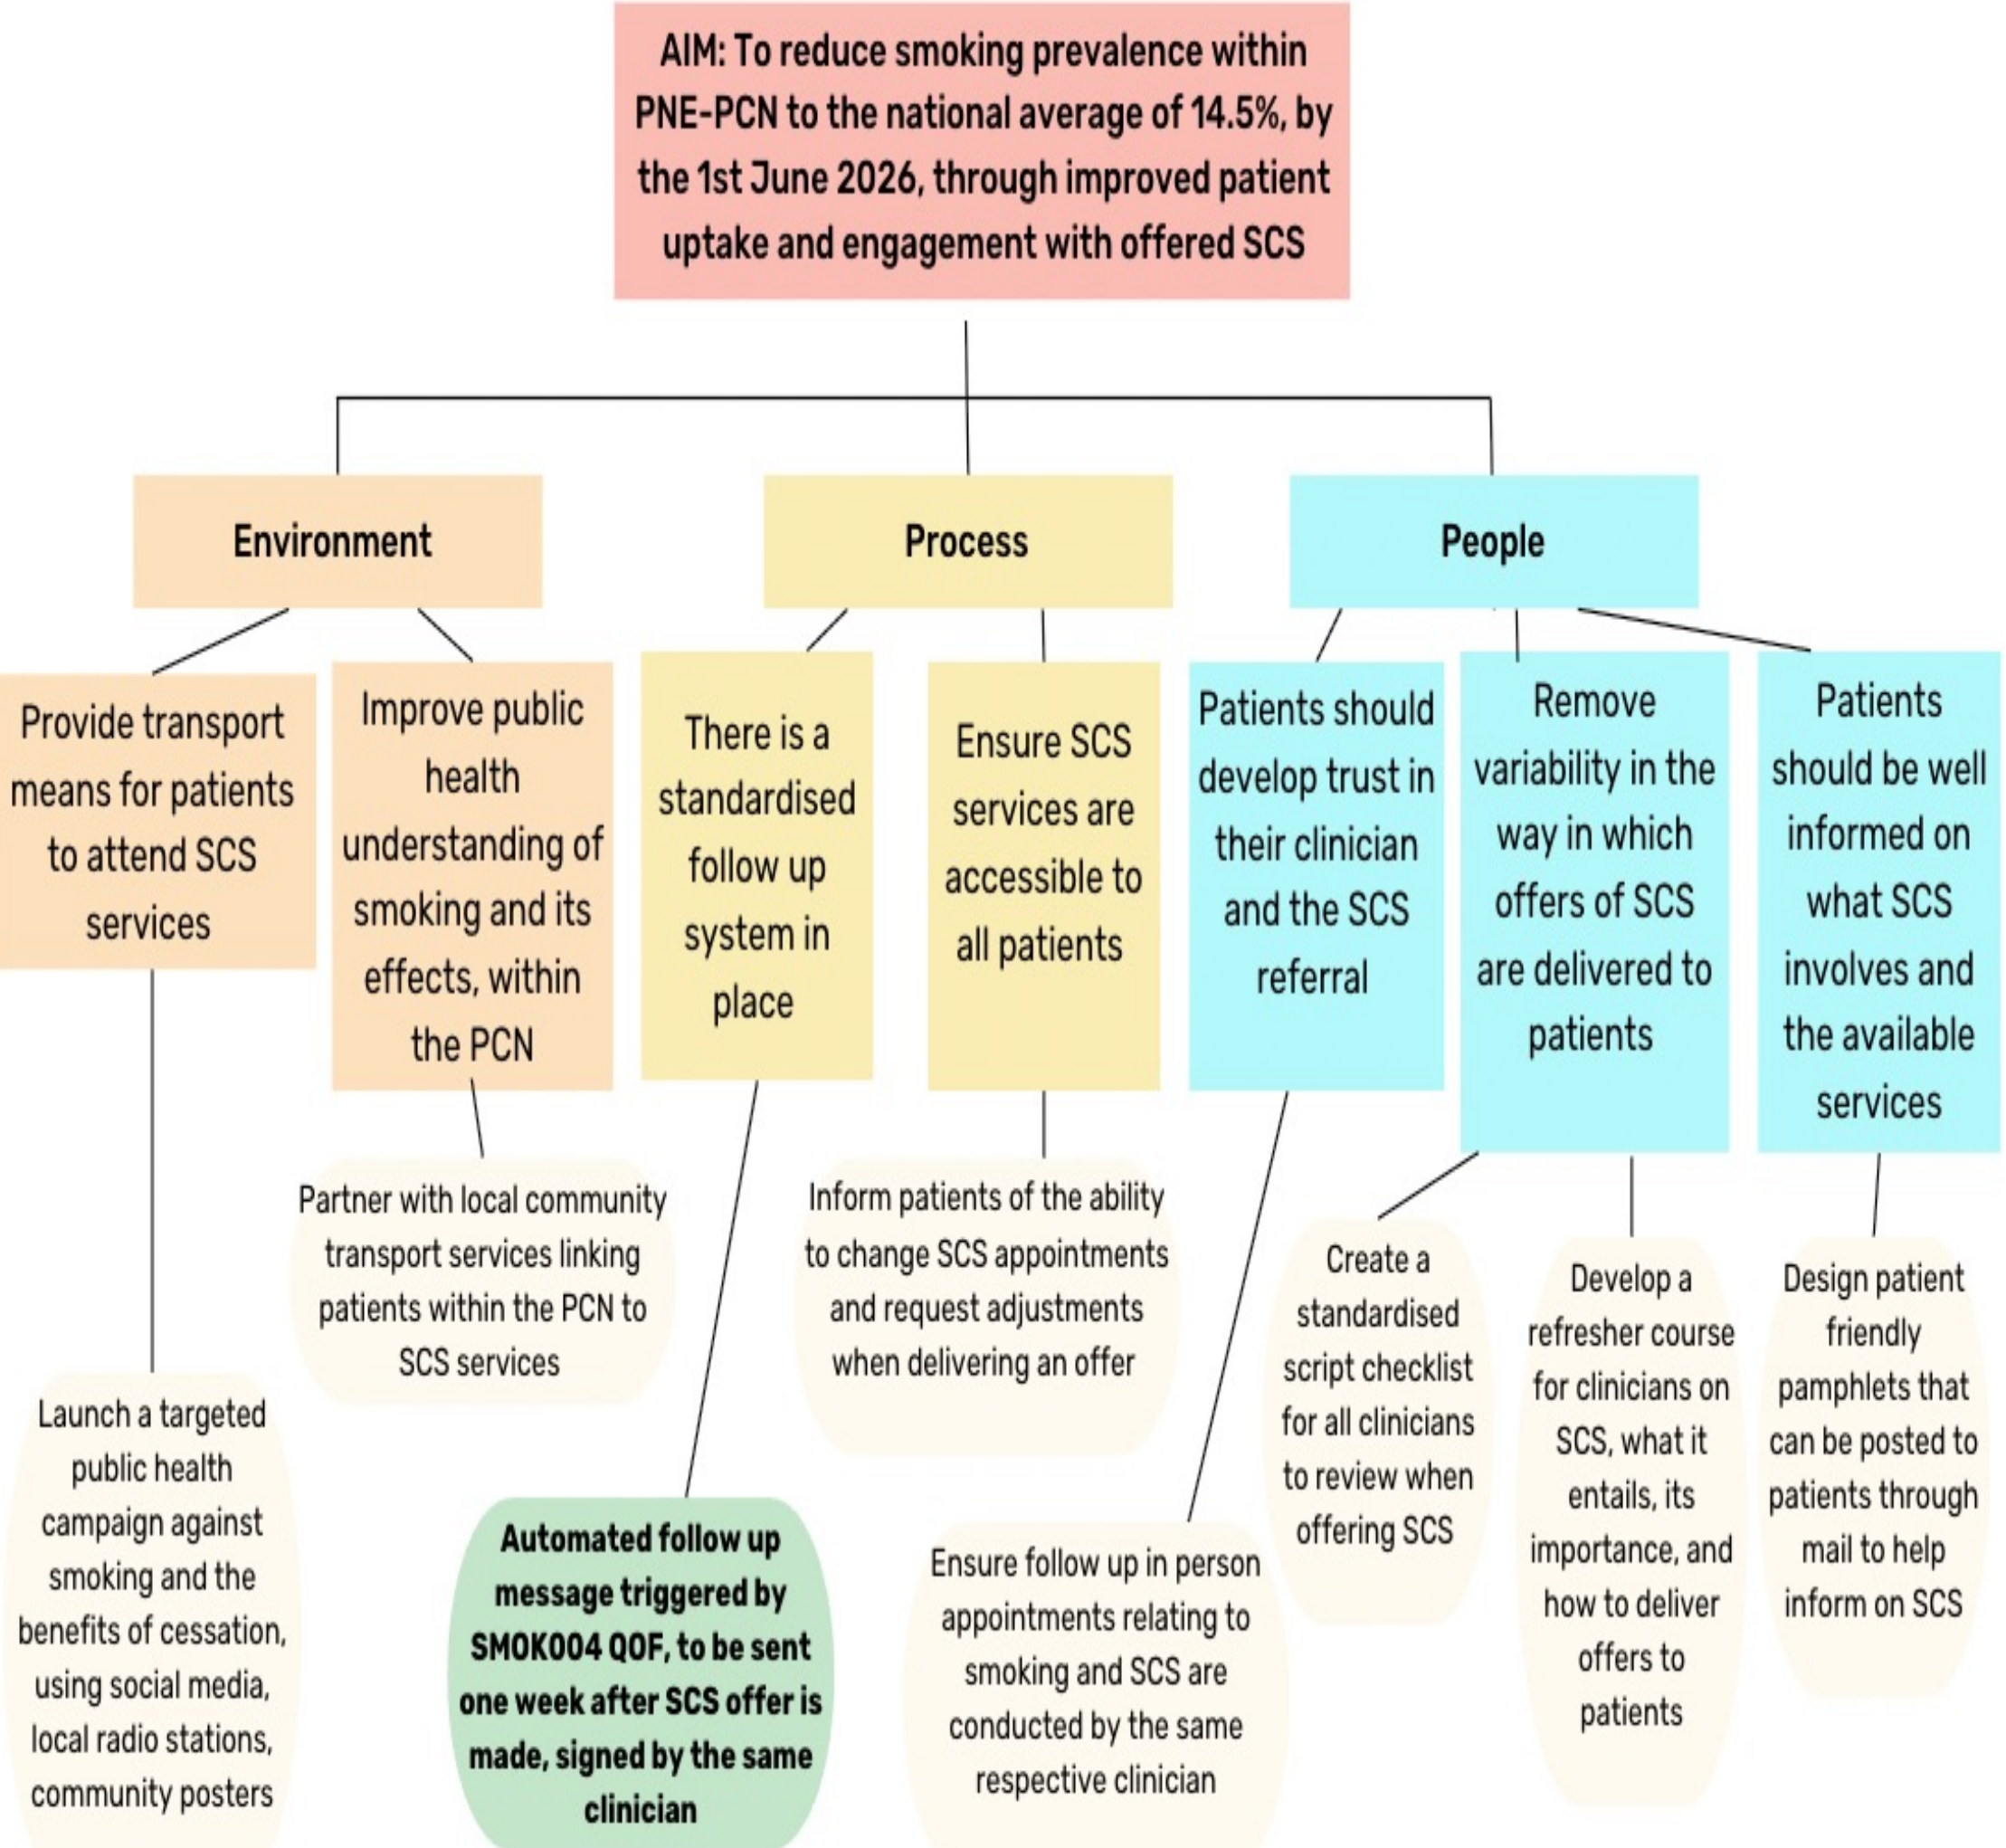 AIM: To reduce smoking prevalence within
PNE-PCN to the national average of 14.5%, by
the 1st June 2026, through improved patient
uptake and engagement with offered SCS
Environment
Process
People
Provide transport
means for patients
to attend SCS
services
Improve public
health
understanding of
smoking and its
effects, within
the PCN
There is a
standardised
follow up
system in
place
Ensure SCS
services are
accessible to
all patients
Patients should
develop trust in
their clinician
and the SCS
referral
Remove
variability in the
way in which
offers of SCS
are delivered to
patients
Patients
should be well
informed on
what SCS
involves and
the available
services
Launch a targeted
public health
campaign against
smoking and the
benefits of cessation,
using social media,
local radio stations,
community posters
Partner with local community
transport services linking
patients within the PCN to
SCS services
Automated follow up
message triggered by
SMOK004 QOF, to be sent
one week after SCS offer is
made, signed by the same
clinician
Inform patients of the ability
to change SCS appointments
and request adjustments
when delivering an offer
Ensure follow up in person
appointments relating to
smoking and SCS are
conducted by the same
respective clinician
Create a
standardised
script checklist
for all clinicians
to review when
offering SCS
Develop a
refresher course
for clinicians on
SCS, what it
entails, its
importance, and
how to deliver
offers to
patients
Design patient
friendly
pamphlets that
can be posted to
patients through
mail to help
inform on SCS